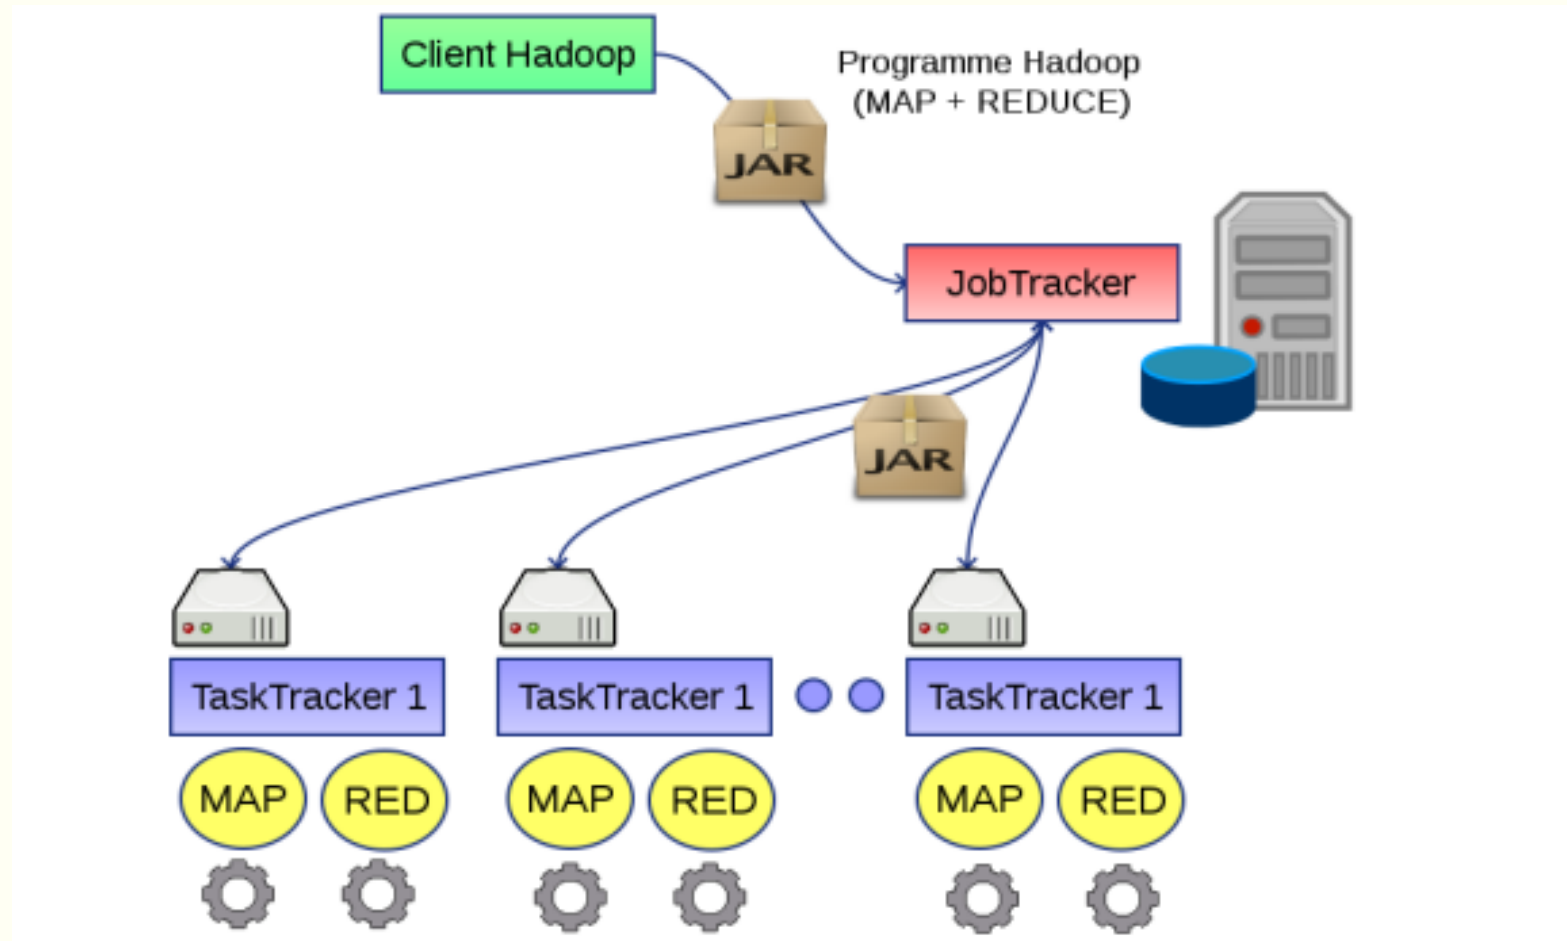 Client Hadoop
Programme Hadoop
(MAP + REDUCE)
JAR
JobTracker
JAR
TaskTracker 1
TaskTracker 1
TaskTracker 1
MAP
RED
MAP
RED
MAP
RED